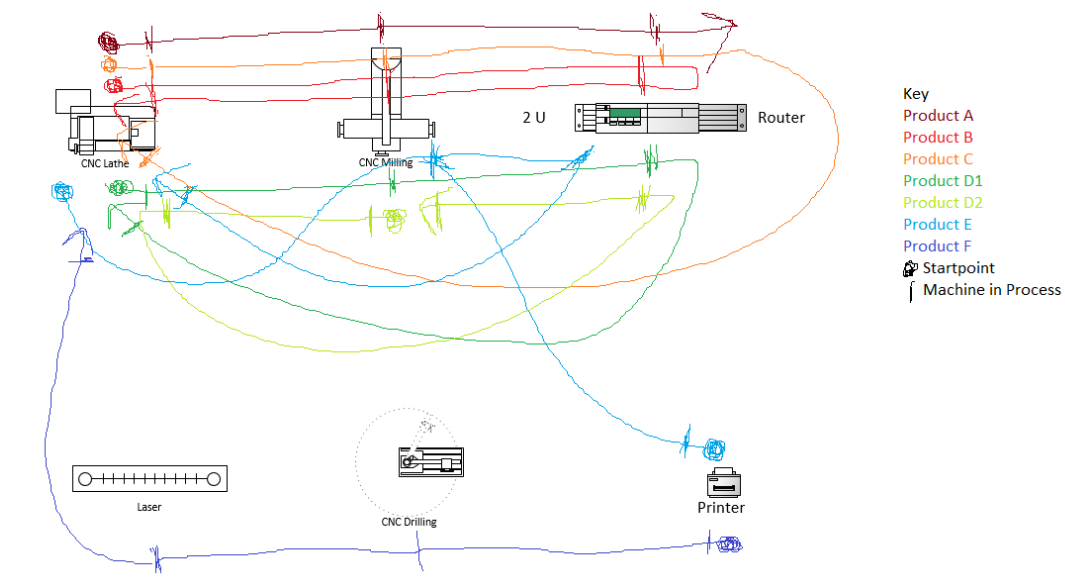 2 U
Router
CNC Lathe
CNC Milling
Laser
CNC Drilling
Printer
Key
Product A
Product B
Product C
Product D1
Product D2
Product E
Product F
Startpoint
Machine in Process